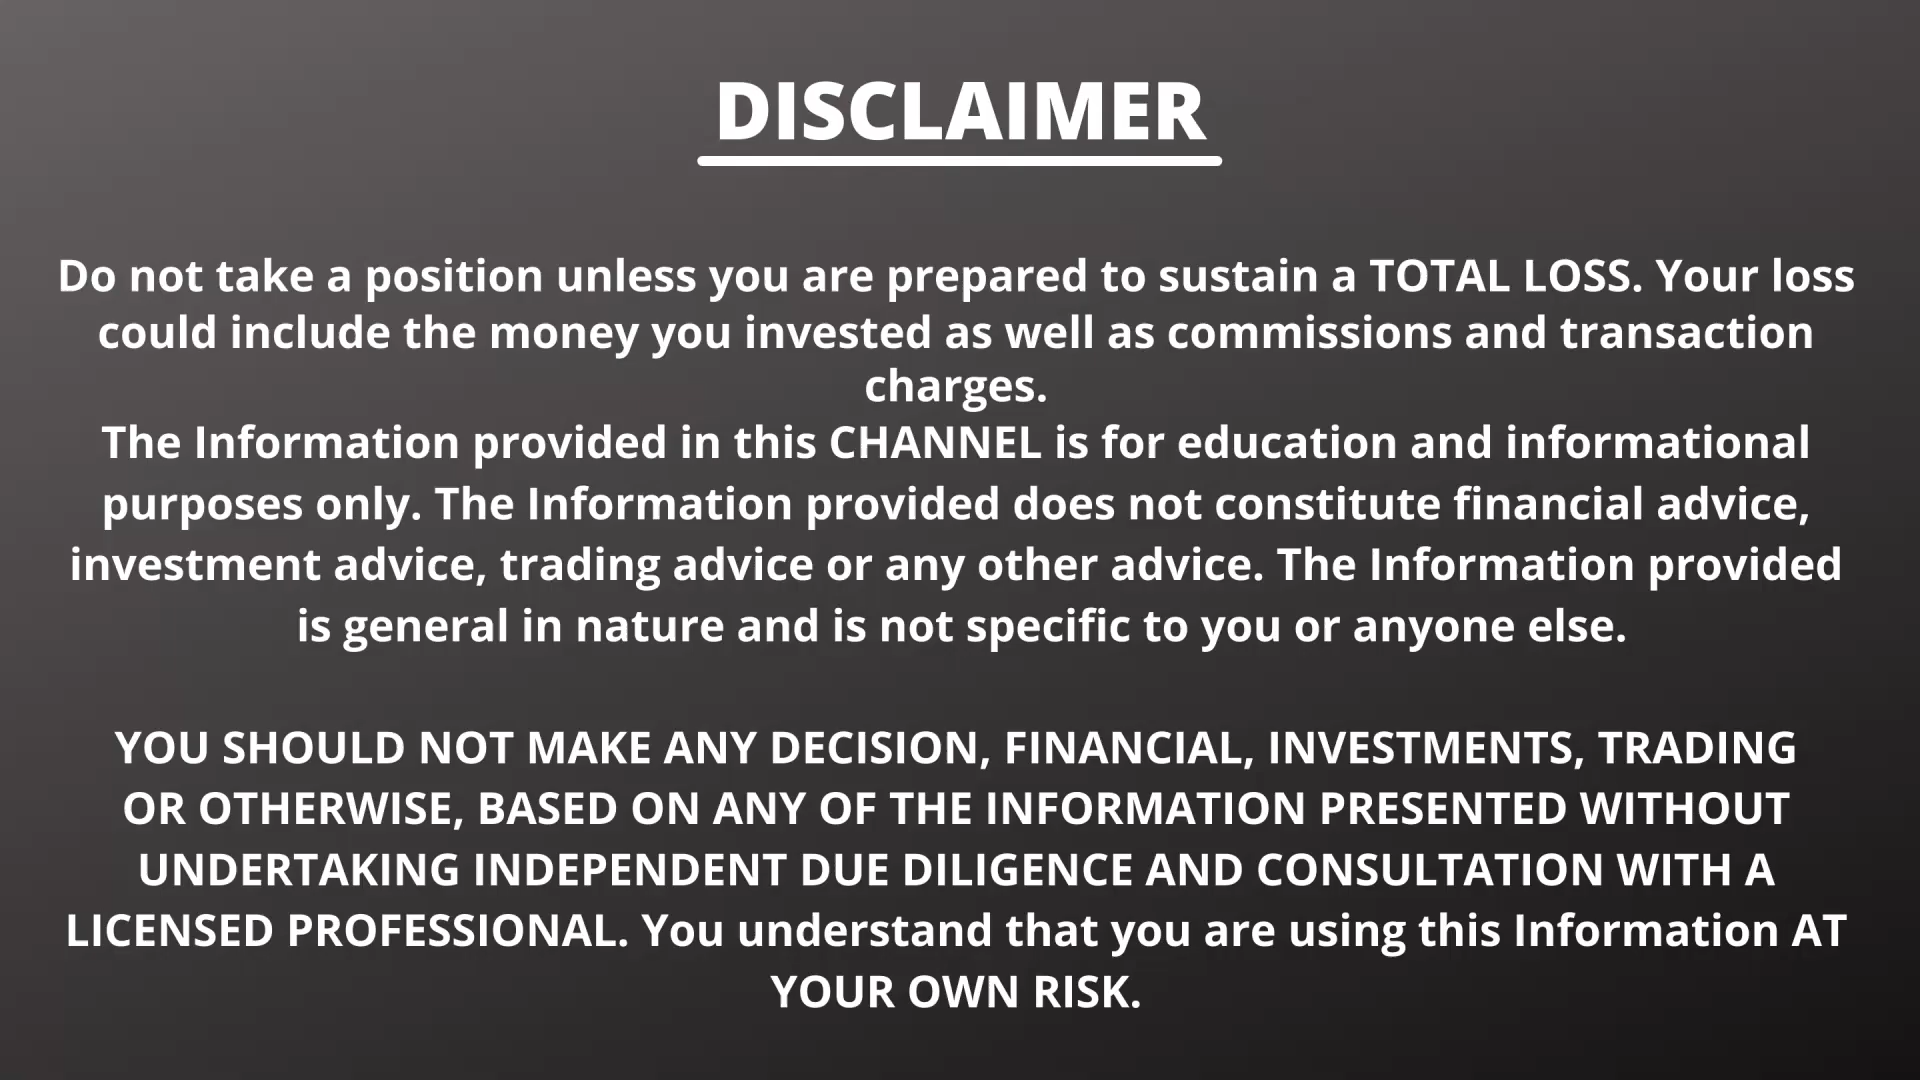 DISCLAIMER
Do not take a position unless you are prepared to sustain a TOTAL LOSS. Your loss
could include the money you invested as well as commissions and transaction
charges.
The Information provided in this CHANNEL is for education and informational
purposes only. The Information provided does not constitute financial advice,
investment advice, trading advice or any other advice. The Information provided
is general in nature and is not specific to you or anyone else.
YOU SHOULD NOT MAKE ANY DECISION, FINANCIAL, INVESTMENTS, TRADING
OR OTHERWISE, BASED ON ANY OF THE INFORMATION PRESENTED WITHOUT
UNDERTAKING INDEPENDENT DUE DILIGENCE AND CONSULTATION WITH A
LICENSED PROFESSIONAL. You understand that you are using this Information AT
YOUR OWN RISK.